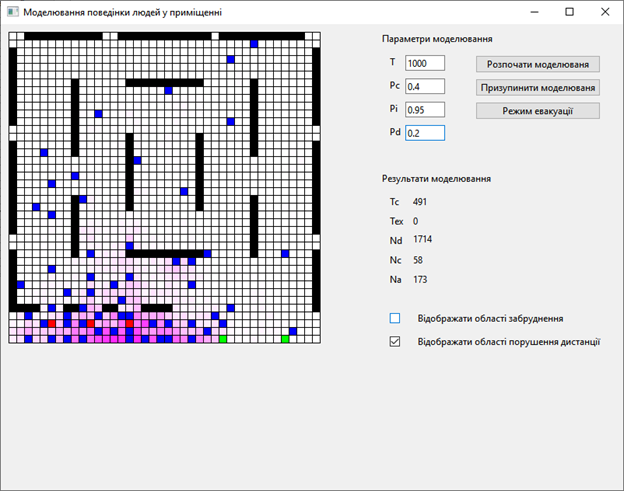 Моделювання поведінки людей у приміщенні
Параметри моделювання
T 1000 Розпочати моделюваня
Pc 0.4 Призупинити моделюваня
Pi 0.95 Режим евакуації
Pd 0.2
Результати моделювання
Tc 491
Tex 0
Nd 1714
Nc 58
Na 173
Відображати області забруднення
Відображати області порушення дистанції